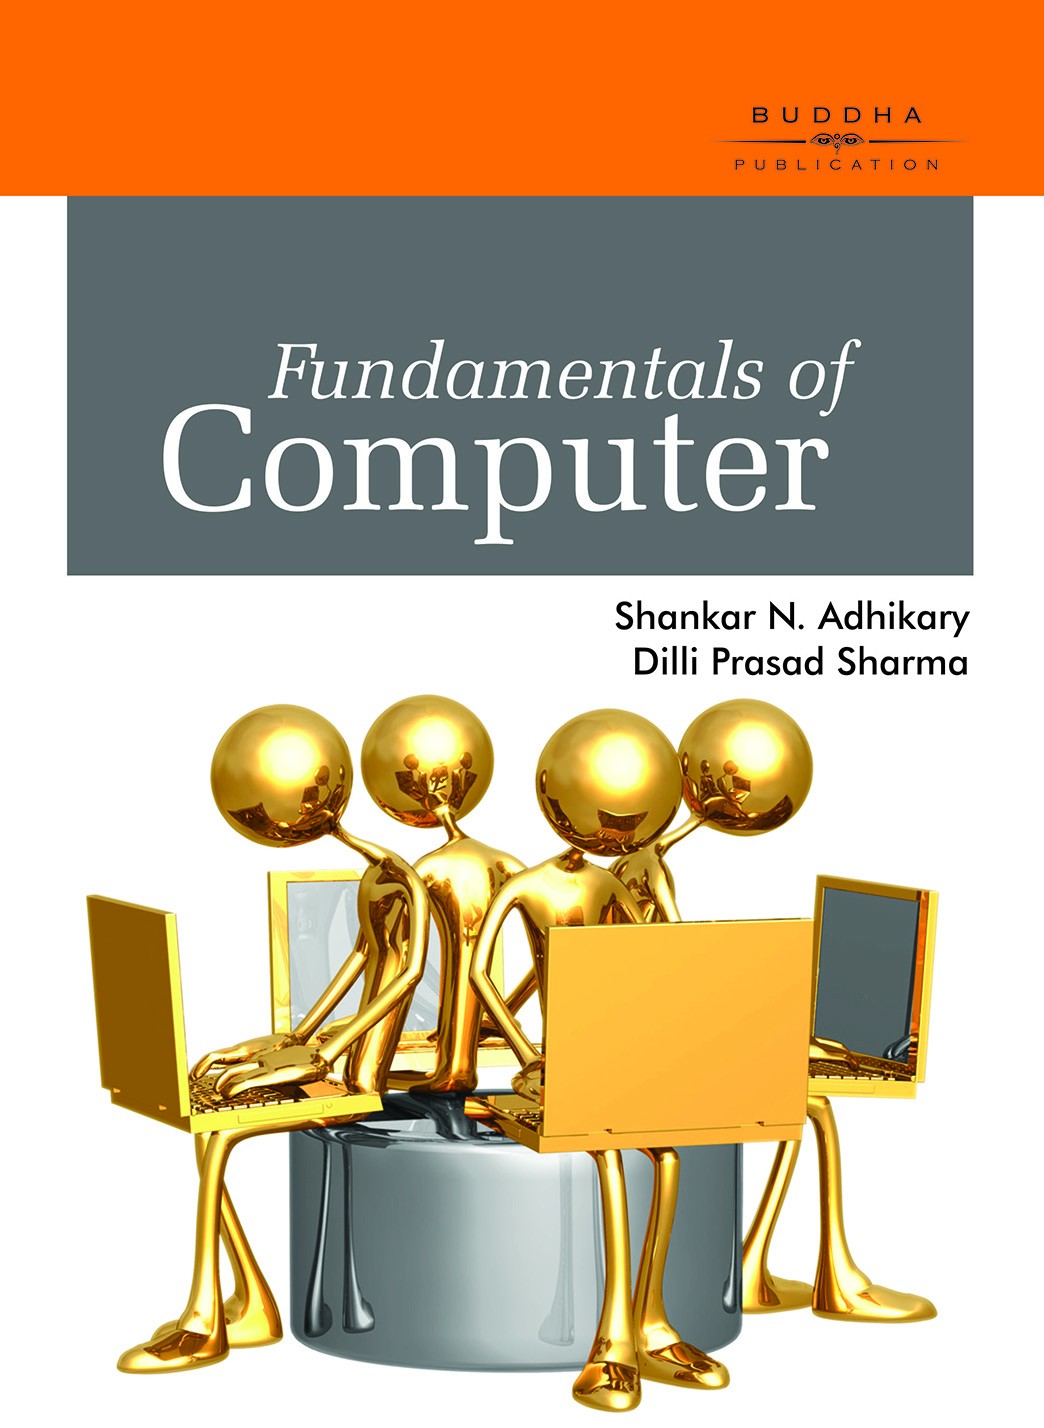 BUDDHA
PUBLICATION
Fundamentals of
Computer
Shankar N. Adhikary
Dilli Prasad Sharma